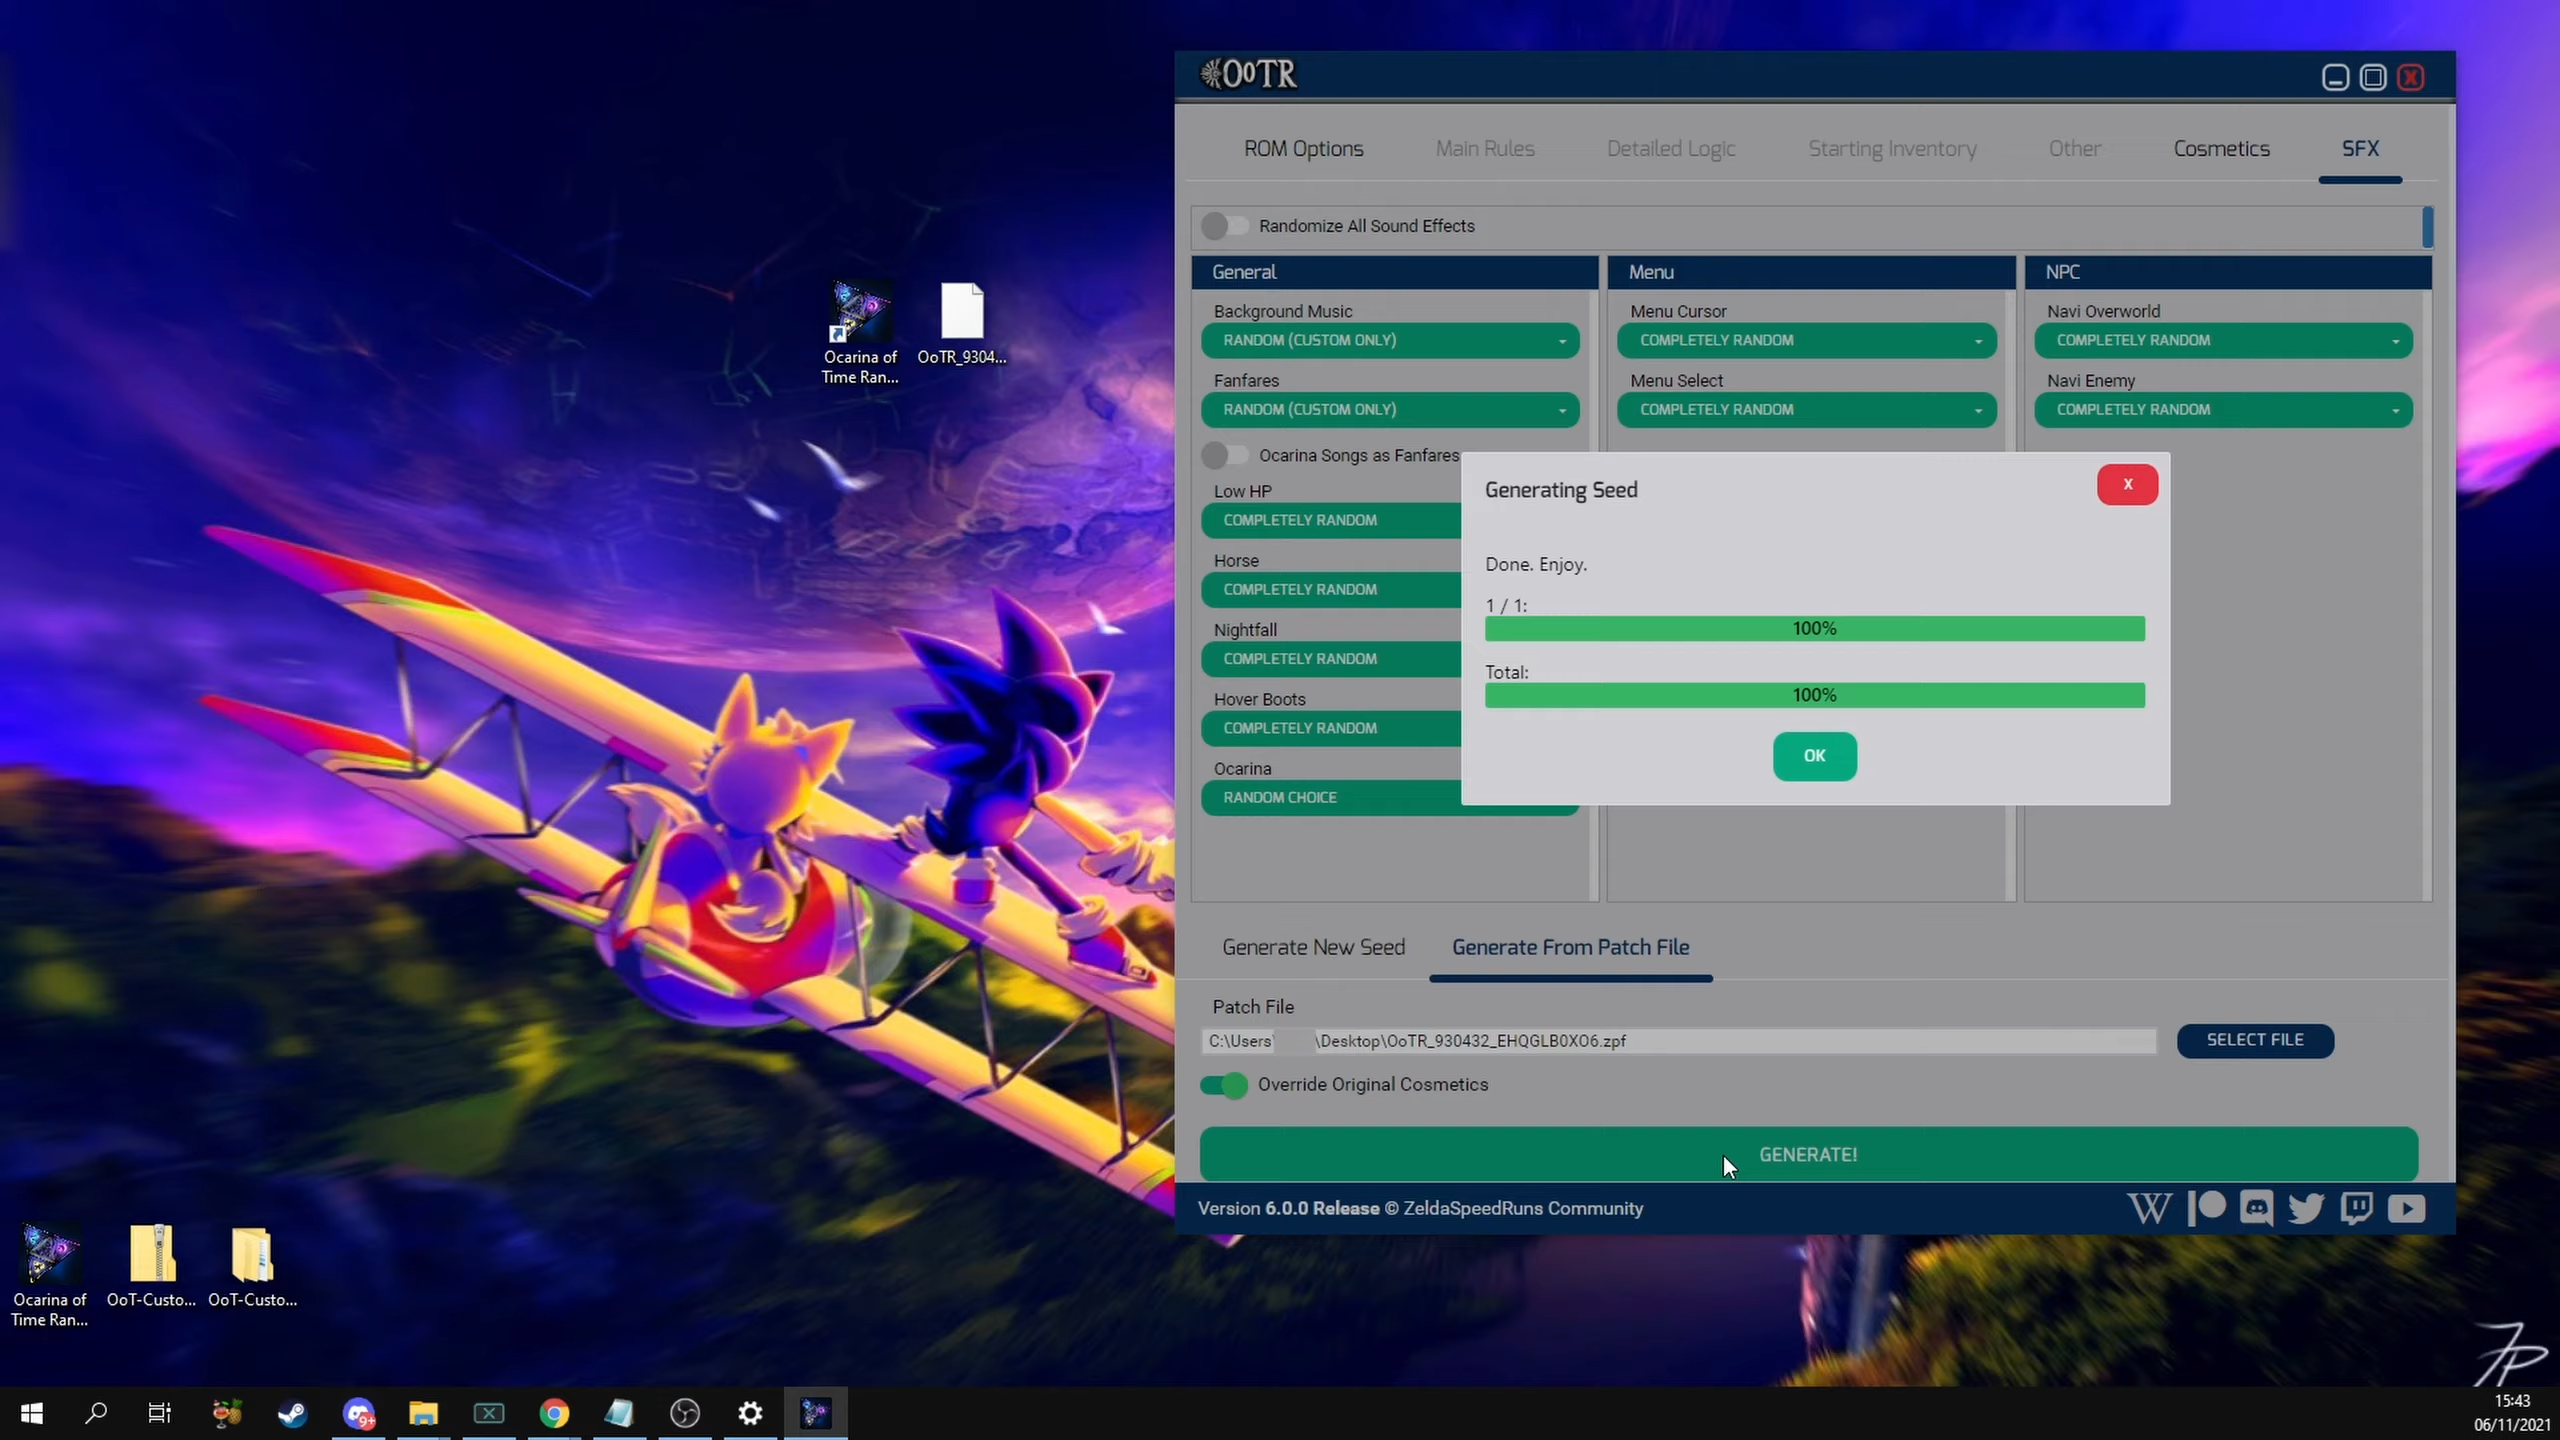 OoTR
ROM Options
Main Rules
Detailed Logic
Starting Inventory
Other
Cosmetics
SFX
Randomize All Sound Effects
General
Background Music
RANDOM (CUSTOM ONLY)
Fanfares
RANDOM (CUSTOM ONLY)
Ocarina Songs as Fanfares
Low HP
COMPLETELY RANDOM
Horse
COMPLETELY RANDOM
Nightfall
COMPLETELY RANDOM
Hover Boots
COMPLETELY RANDOM
Ocarina
RANDOM CHOICE
Menu
Menu Cursor
COMPLETELY RANDOM
Menu Select
COMPLETELY RANDOM
NPC
Navi Overworld
COMPLETELY RANDOM
Navi Enemy
COMPLETELY RANDOM
Generating Seed
X
Done. Enjoy.
1 / 1:
100%
Total:
100%
OK
Generate New Seed
Generate From Patch File
Patch File
C:\Users\ \Desktop\OoTR_930432_EHQGLB0XO6.zpf
SELECT FILE
Override Original Cosmetics
GENERATE!
Version 6.0.0 Release © ZeldaSpeedRuns Community
Ocarina of
Time Ran...
OoTR_9304...
Ocarina of
Time Ran...
OoT-Custo...
OoT-Custo...
9+
15:43
06/11/2021